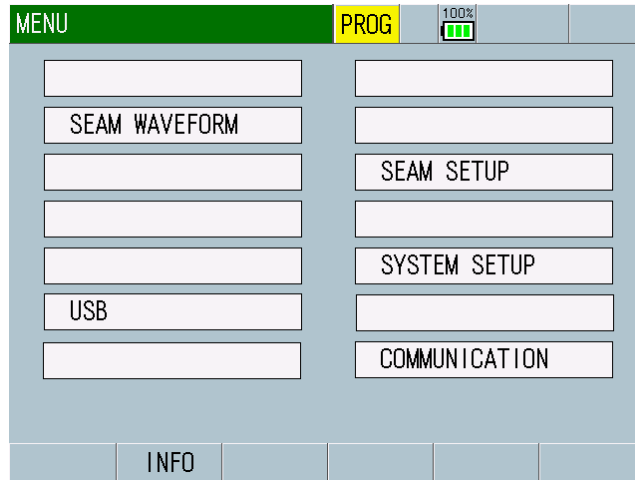 MENU PROG 100%
SEAM WAVEFORM
SEAM SETUP
SYSTEM SETUP
USB
COMMUNICATION
INFO